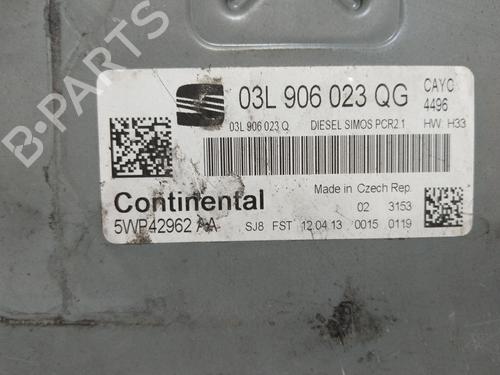 B-PARTS
03L 906 023 QG
CAYC
4496
03L 906 023 Q DIESEL SIMOS PCR2.1 HW: H33
Continental
Made in Czech Rep.
02 3153
5WP42962 AA SJ8 FST 12.04.13 0015 0119